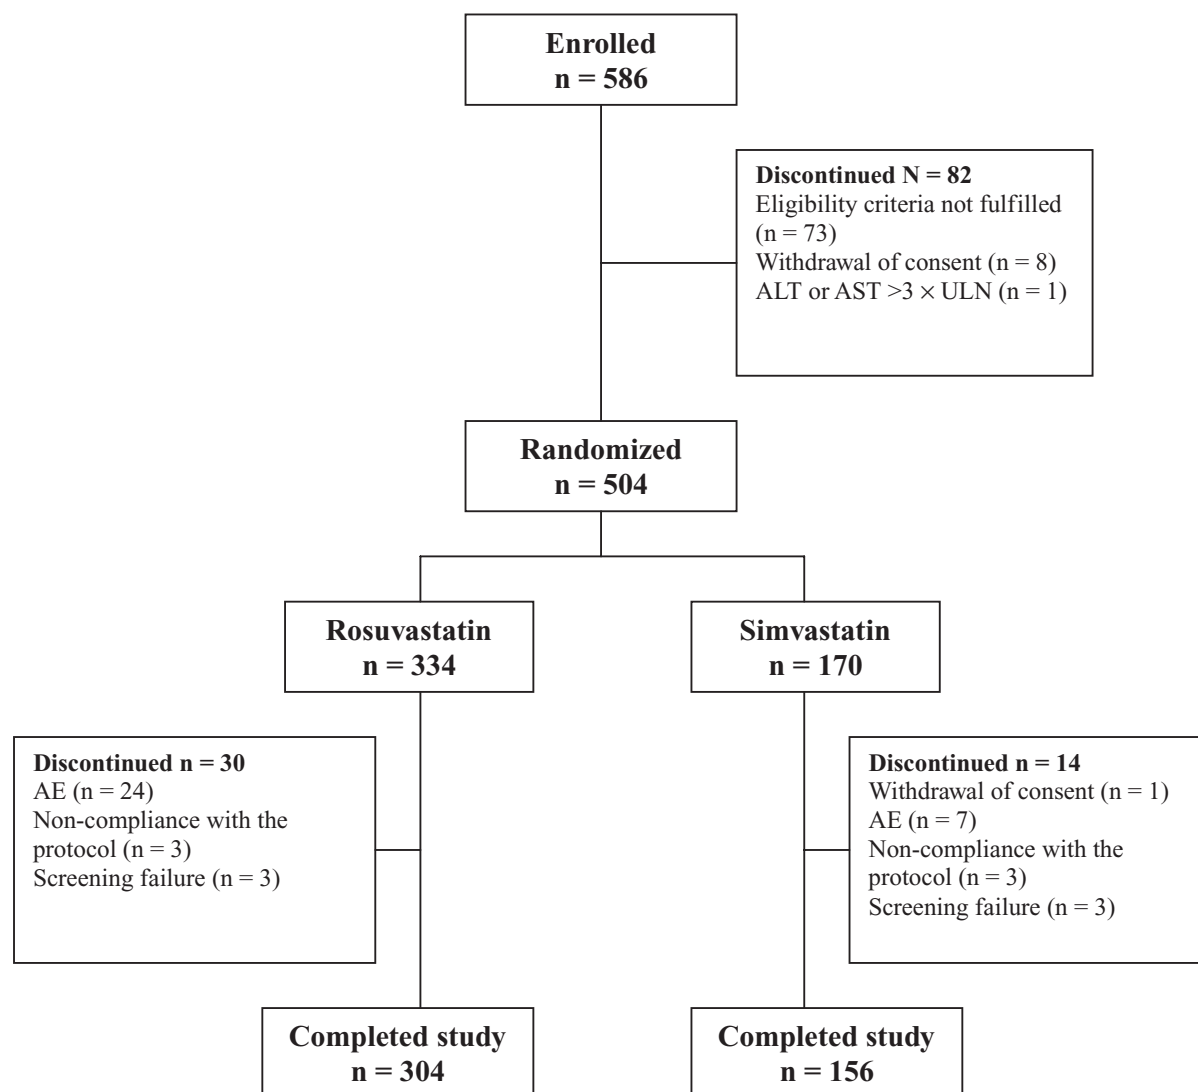 Enrolled
n = 586
Discontinued N = 82
Eligibility criteria not fulfilled
(n = 73)
Withdrawal of consent (n = 8)
ALT or AST >3 × ULN (n = 1)
Randomized
n = 504
Rosuvastatin
n = 334
Simvastatin
n = 170
Discontinued n = 30
AE (n = 24)
Non-compliance with the
protocol (n = 3)
Screening failure (n = 3)
Discontinued n = 14
Withdrawal of consent (n = 1)
AE (n = 7)
Non-compliance with the
protocol (n = 3)
Screening failure (n = 3)
Completed study
n = 304
Completed study
n = 156